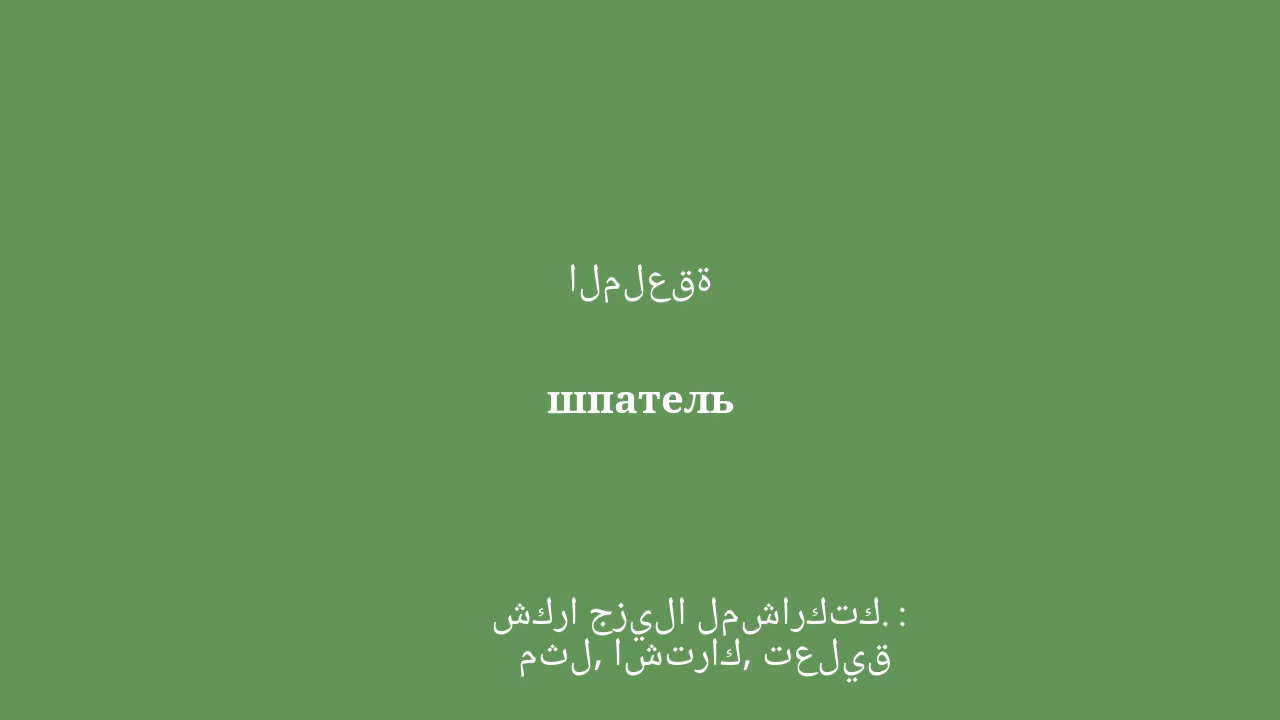 الملعقة
шпатель
شكرا جزيلا لمشاركتك. :
مثل, اشتراك, تعليق